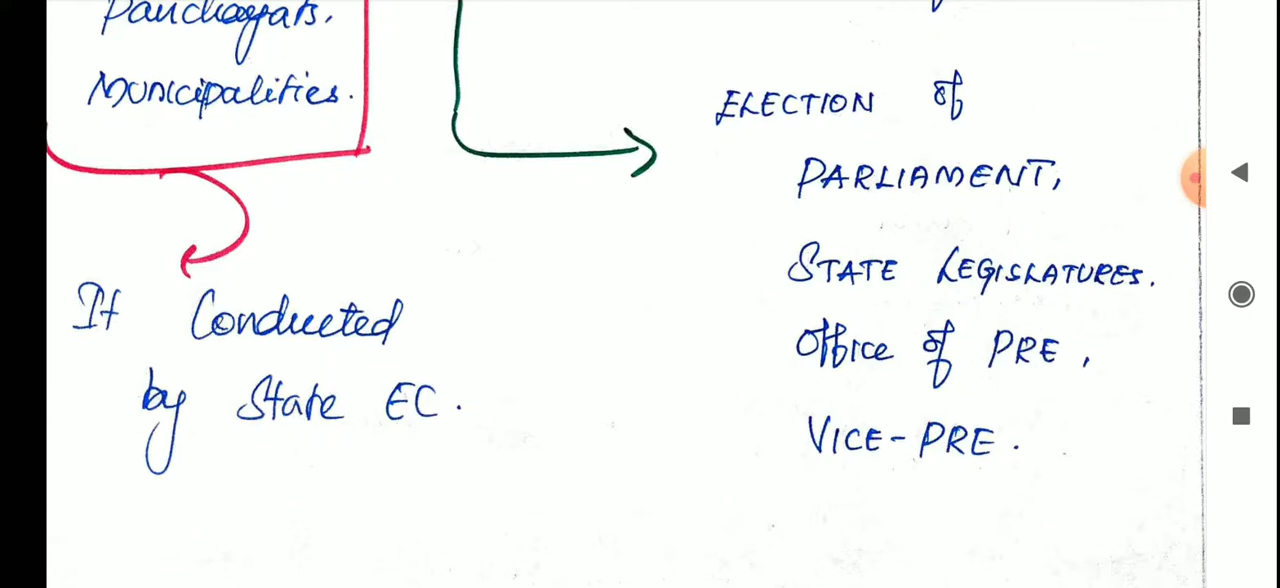 Panchayats.
Municipalities.
ELECTION of
PARLIAMENT,
STATE LEGISLATURES.
Office of PRE,
VICE-PRE.
It Conducted
by State EC.